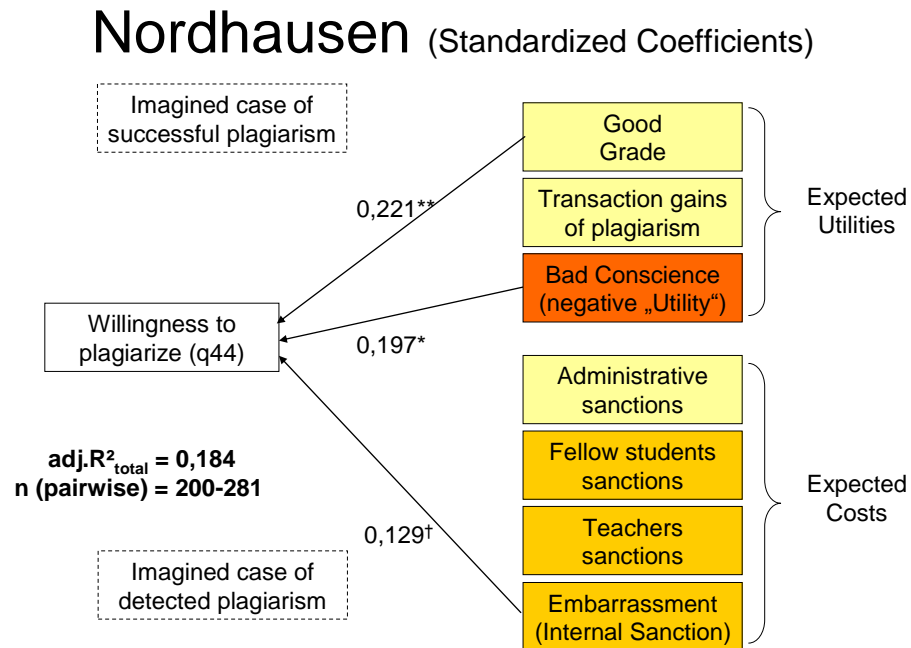 Nordhausen (Standardized Coefficients)
Imagined case of
successful plagiarism
Good
Grade
Transaction gains
of plagiarism
Bad Conscience
(negative „Utility“)
Expected
Utilities
0,221**
Willingness to
plagiarize (q44)
0,197*
Administrative
sanctions
Fellow students
sanctions
Teachers
sanctions
Embarrassment
(Internal Sanction)
Expected
Costs
adj.R²total = 0,184
n (pairwise) = 200-281
0,129†
Imagined case of
detected plagiarism